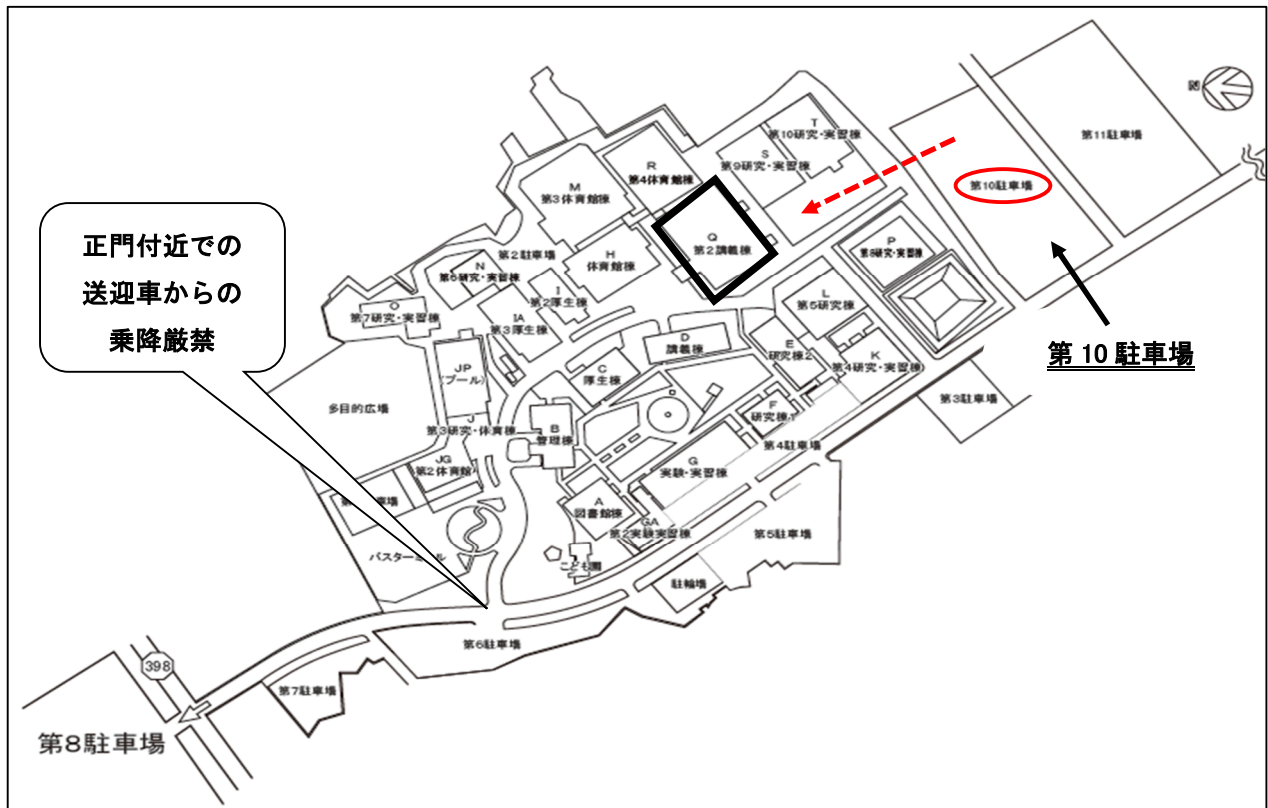 図
第11駐車場
T
第10研究・実習棟
S
第9研究・実習棟
第10駐車場
R
第4体育館棟
M
第3体育館棟
Q
第2講義棟
P
第8研究・実習棟
正門付近での
送迎車からの
乗降厳禁
第2駐車場
H
体育館棟
N
第6研究・実習棟
I
第2厚生棟
L
第5研究棟
O
第7研究・実習棟
IA
第3厚生棟
D
講義棟
E
研究棟2
K
第4研究・実習棟
第10駐車場
JP
(プール)
C
厚生棟
第3駐車場
多目的広場
J
第3研究・体育棟
B
管理棟
F
研究棟1
第4駐車場
JG
第2体育館
G
実験・実習棟
車場
A
図書館棟
GA
第2実験実習棟
第5駐車場
こども園
駐輪場
第6駐車場
398
第7駐車場
第8駐車場